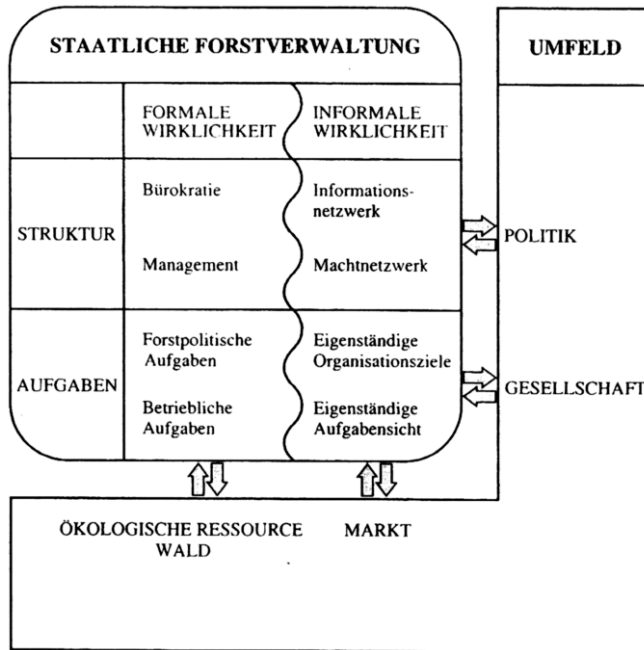 STAATLICHE FORSTVERWALTUNG
UMFELD
FORMALE
WIRKLICHKEIT
INFORMALE
WIRKLICHKEIT
STRUKTUR
Bürokratie
Informations-
netzwerk
Management
Machtnetzwerk
POLITIK
AUFGABEN
Forstpolitische
Aufgaben
Eigenständige
Organisationsziele
Betriebliche
Aufgaben
Eigenständige
Aufgabensicht
GESELLSCHAFT
ÖKOLOGISCHE RESSOURCE
WALD
MARKT